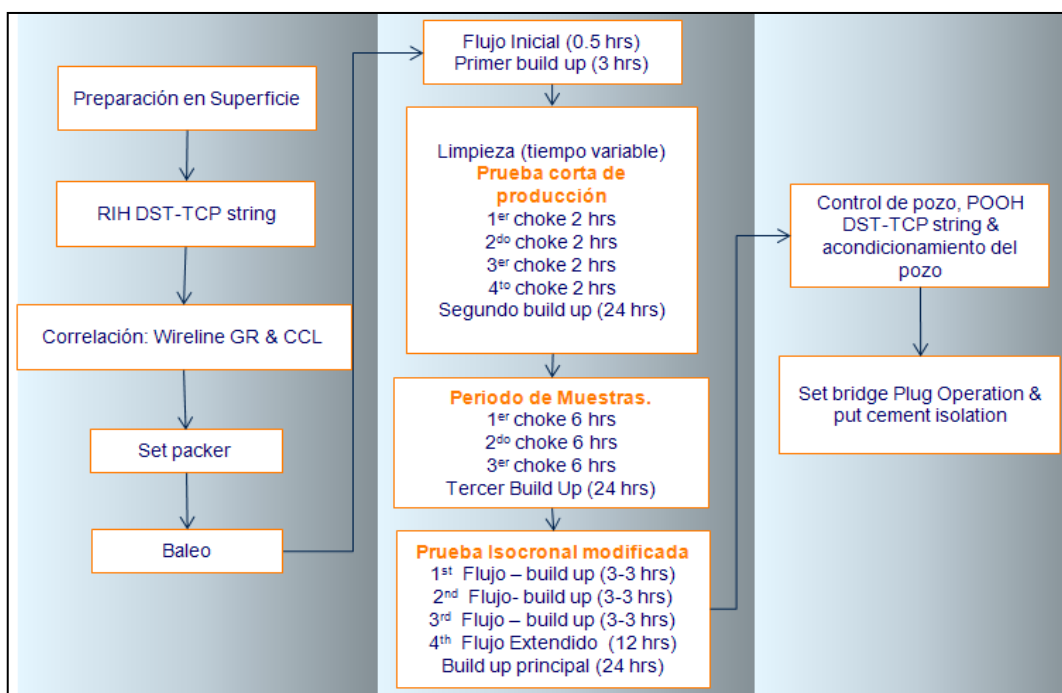 Preparación en Superficie
RIH DST-TCP string
Correlación: Wireline GR & CCL
Set packer
Baleo
Flujo Inicial (0.5 hrs)
Primer build up (3 hrs)
Limpieza (tiempo variable)
Prueba corta de
producción
1er choke 2 hrs
2do choke 2 hrs
3er choke 2 hrs
4to choke 2 hrs
Segundo build up (24 hrs)
Periodo de Muestras.
1er choke 6 hrs
2do choke 6 hrs
3er choke 6 hrs
Tercer Build Up (24 hrs)
Prueba Isocronal modificada
1st Flujo – build up (3-3 hrs)
2nd Flujo- build up (3-3 hrs)
3rd Flujo – build up (3-3 hrs)
4th Flujo Extendido (12 hrs)
Build up principal (24 hrs)
Control de pozo, POOH
DST-TCP string &
acondicionamiento del
pozo
Set bridge Plug Operation &
put cement isolation